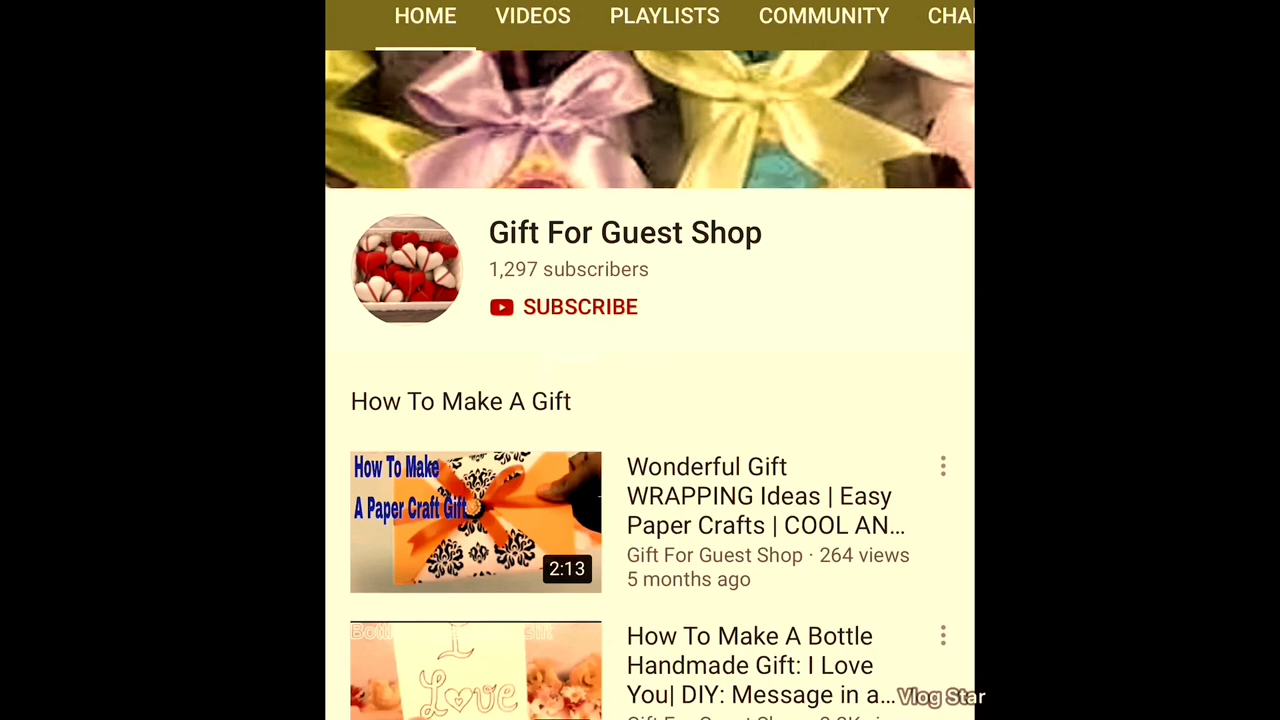 HOME VIDEOS PLAYLISTS COMMUNITY CHA
Gift For Guest Shop
1,297 subscribers
SUBSCRIBE
How To Make A Gift
How To Make
A Paper Craft Gift
2:13
Wonderful Gift
WRAPPING Ideas | Easy
Paper Crafts | COOL AN...
Gift For Guest Shop · 264 views
5 months ago
I
Love
How To Make A Bottle
Handmade Gift: I Love
You| DIY: Message in a...
Vlog Star